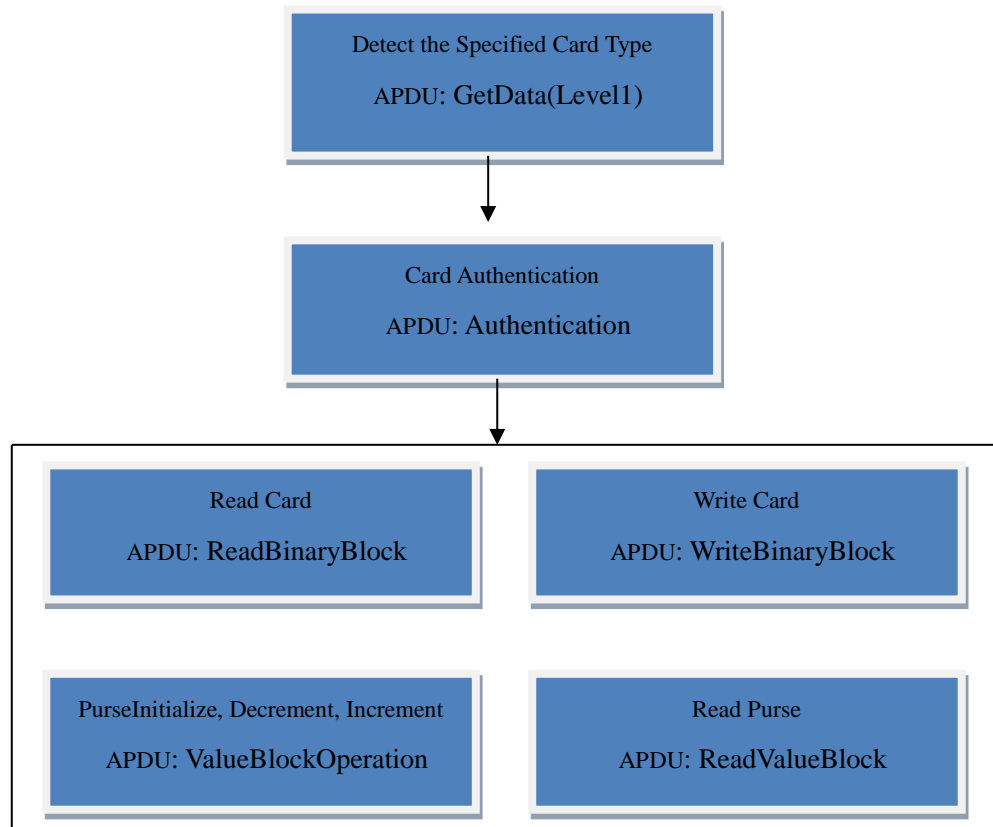 Detect the Specified Card Type
APDU: GetData(Level1)
Card Authentication
APDU: Authentication
Read Card
APDU: ReadBinaryBlock
Write Card
APDU: WriteBinaryBlock
PurseInitialize, Decrement, Increment
APDU: ValueBlockOperation
Read Purse
APDU: ReadValueBlock